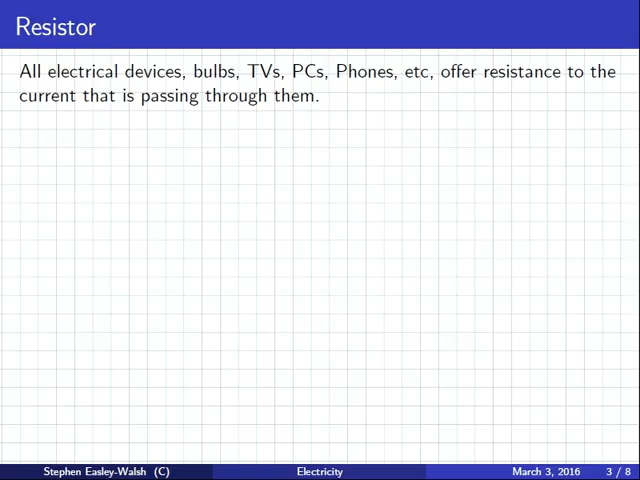 Resistor
All electrical devices, bulbs, TVs, PCs, Phones, etc, offer resistance to the
current that is passing through them.
Stephen Easley-Walsh (C) Electricity March 3, 2016 3 / 8